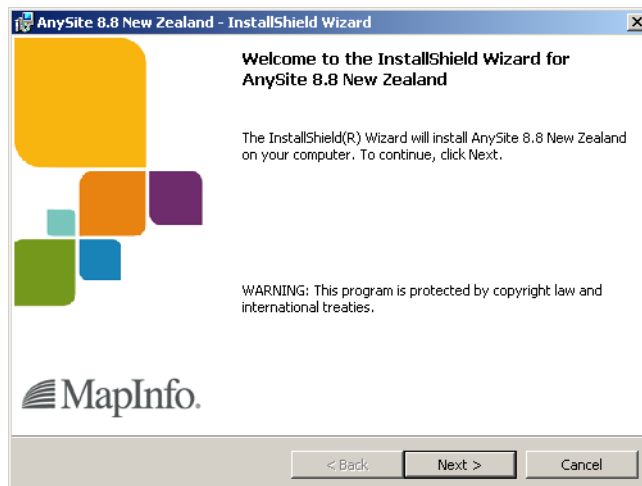 AnySite 8.8 New Zealand - InstallShield Wizard
Welcome to the InstallShield Wizard for
AnySite 8.8 New Zealand
The InstallShield(R) Wizard will install AnySite 8.8 New Zealand
on your computer. To continue, click Next.
WARNING: This program is protected by copyright law and
international treaties.
MapInfo.
< Back
Next >
Cancel